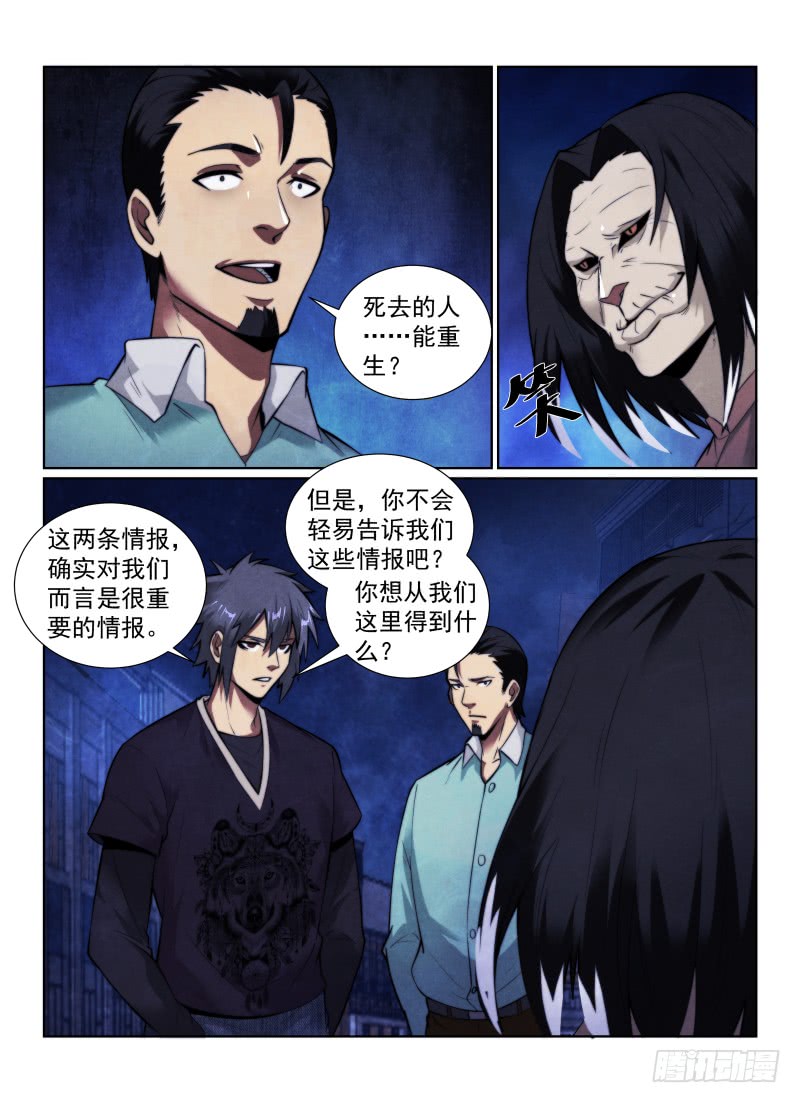 死去的人
……能重
生？
笑
这两条情报，
确实对我们
而言是很重
要的情报。
但是，你不会
轻易告诉我们
这些情报吧？
你想从我们
这里得到什
么？
腾讯动漫